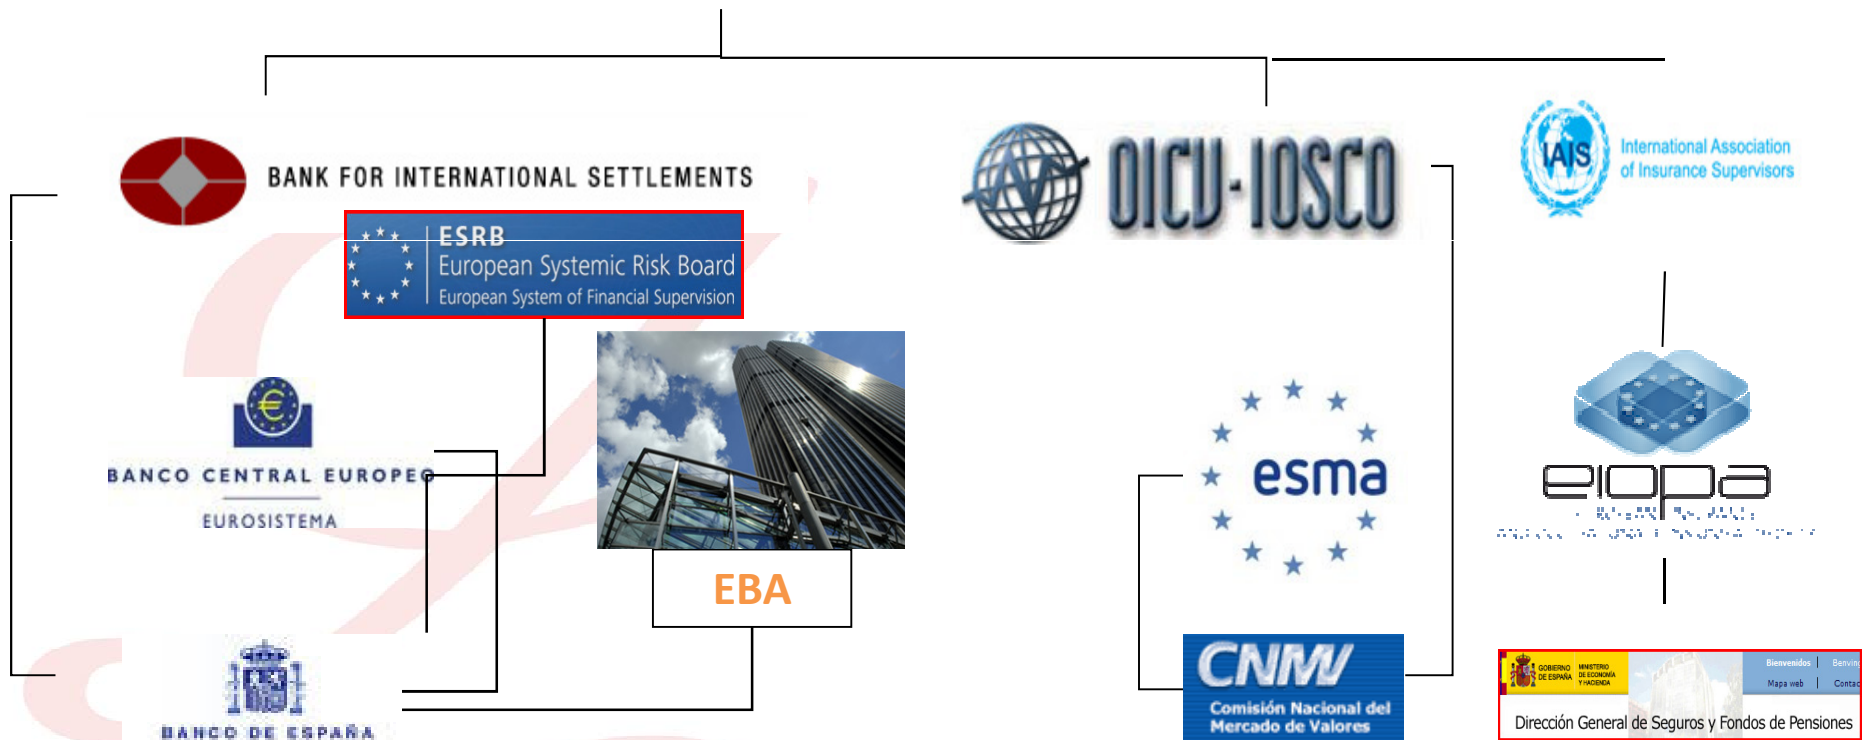 BANK FOR INTERNATIONAL SETTLEMENTS
ESRB
European Systemic Risk Board
European System of Financial Supervision
OICU-IOSCO
IAIS
International Association
of Insurance Supervisors
BANCO CENTRAL EUROPEO
EUROSISTEMA
EBA
esma
eiopa
BANCO DE ESPAÑA
CNMV
Comisión Nacional del
Mercado de Valores
GOBIERNO DE ESPAÑA
MINISTERIO DE ECONOMÍA Y HACIENDA
Bienvenidos
Mapa web
Dirección General de Seguros y Fondos de Pensiones